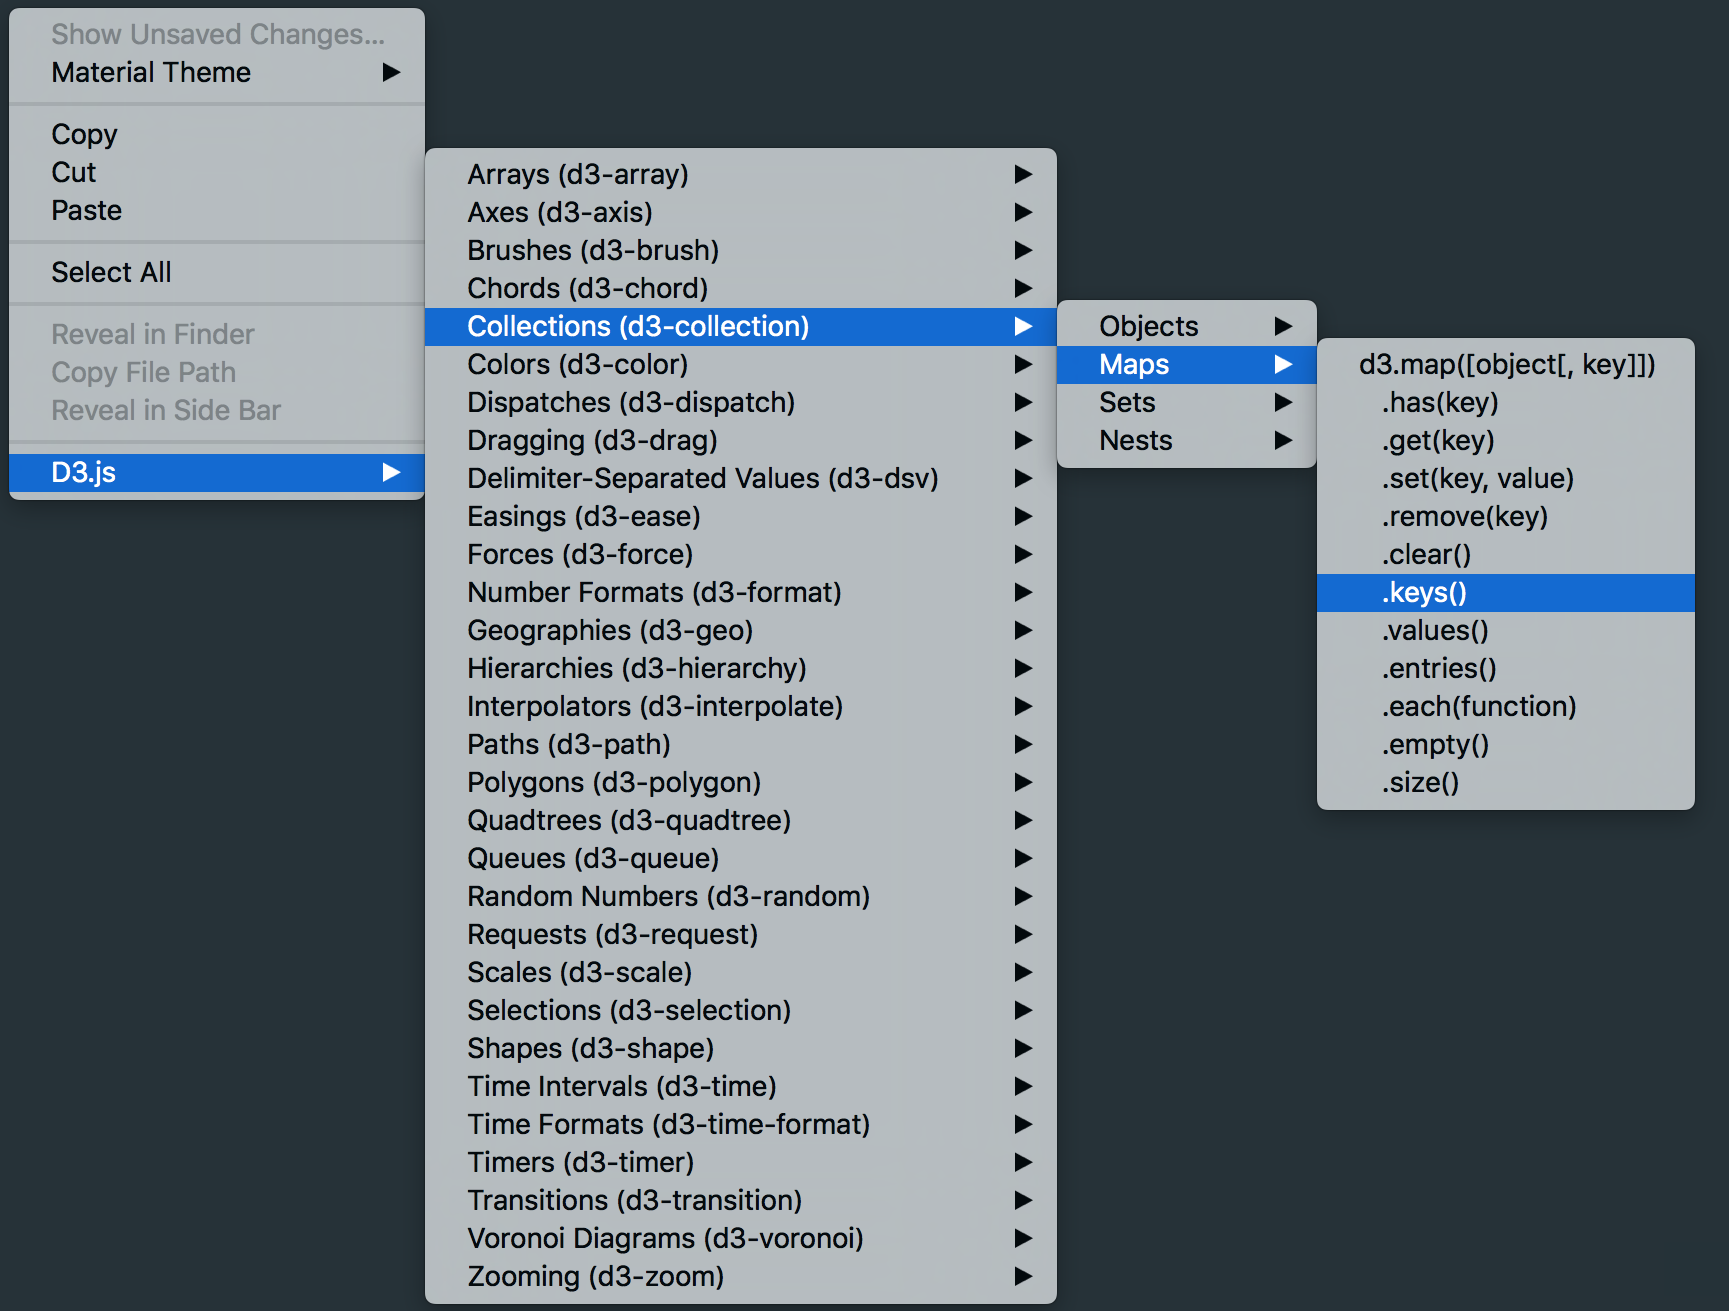 Show Unsaved Changes...
Material Theme
Copy
Cut
Paste
Select All
Reveal in Finder
Copy File Path
Reveal in Side Bar
D3.js
Arrays (d3-array)
Axes (d3-axis)
Brushes (d3-brush)
Chords (d3-chord)
Collections (d3-collection)
Colors (d3-color)
Dispatches (d3-dispatch)
Dragging (d3-drag)
Delimiter-Separated Values (d3-dsv)
Easings (d3-ease)
Forces (d3-force)
Number Formats (d3-format)
Geographies (d3-geo)
Hierarchies (d3-hierarchy)
Interpolators (d3-interpolate)
Paths (d3-path)
Polygons (d3-polygon)
Quadtrees (d3-quadtree)
Queues (d3-queue)
Random Numbers (d3-random)
Requests (d3-request)
Scales (d3-scale)
Selections (d3-selection)
Shapes (d3-shape)
Time Intervals (d3-time)
Time Formats (d3-time-format)
Timers (d3-timer)
Transitions (d3-transition)
Voronoi Diagrams (d3-voronoi)
Zooming (d3-zoom)
Objects
Maps
Sets
Nests
d3.map([object[, key]])
.has(key)
.get(key)
.set(key, value)
.remove(key)
.clear()
.keys()
.values()
.entries()
.each(function)
.empty()
.size()